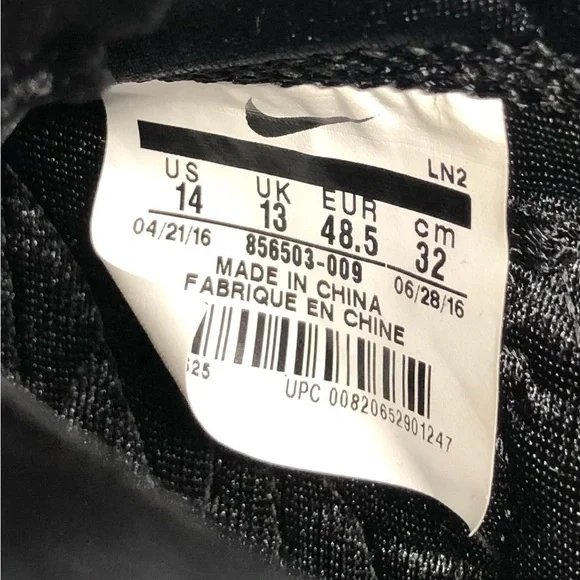 LN2
US UK EUR cm
14 13 48.5 32
04/21/16 856503-009 06/28/16
MADE IN CHINA
FABRIQUE EN CHINE
UPC 00820652901247